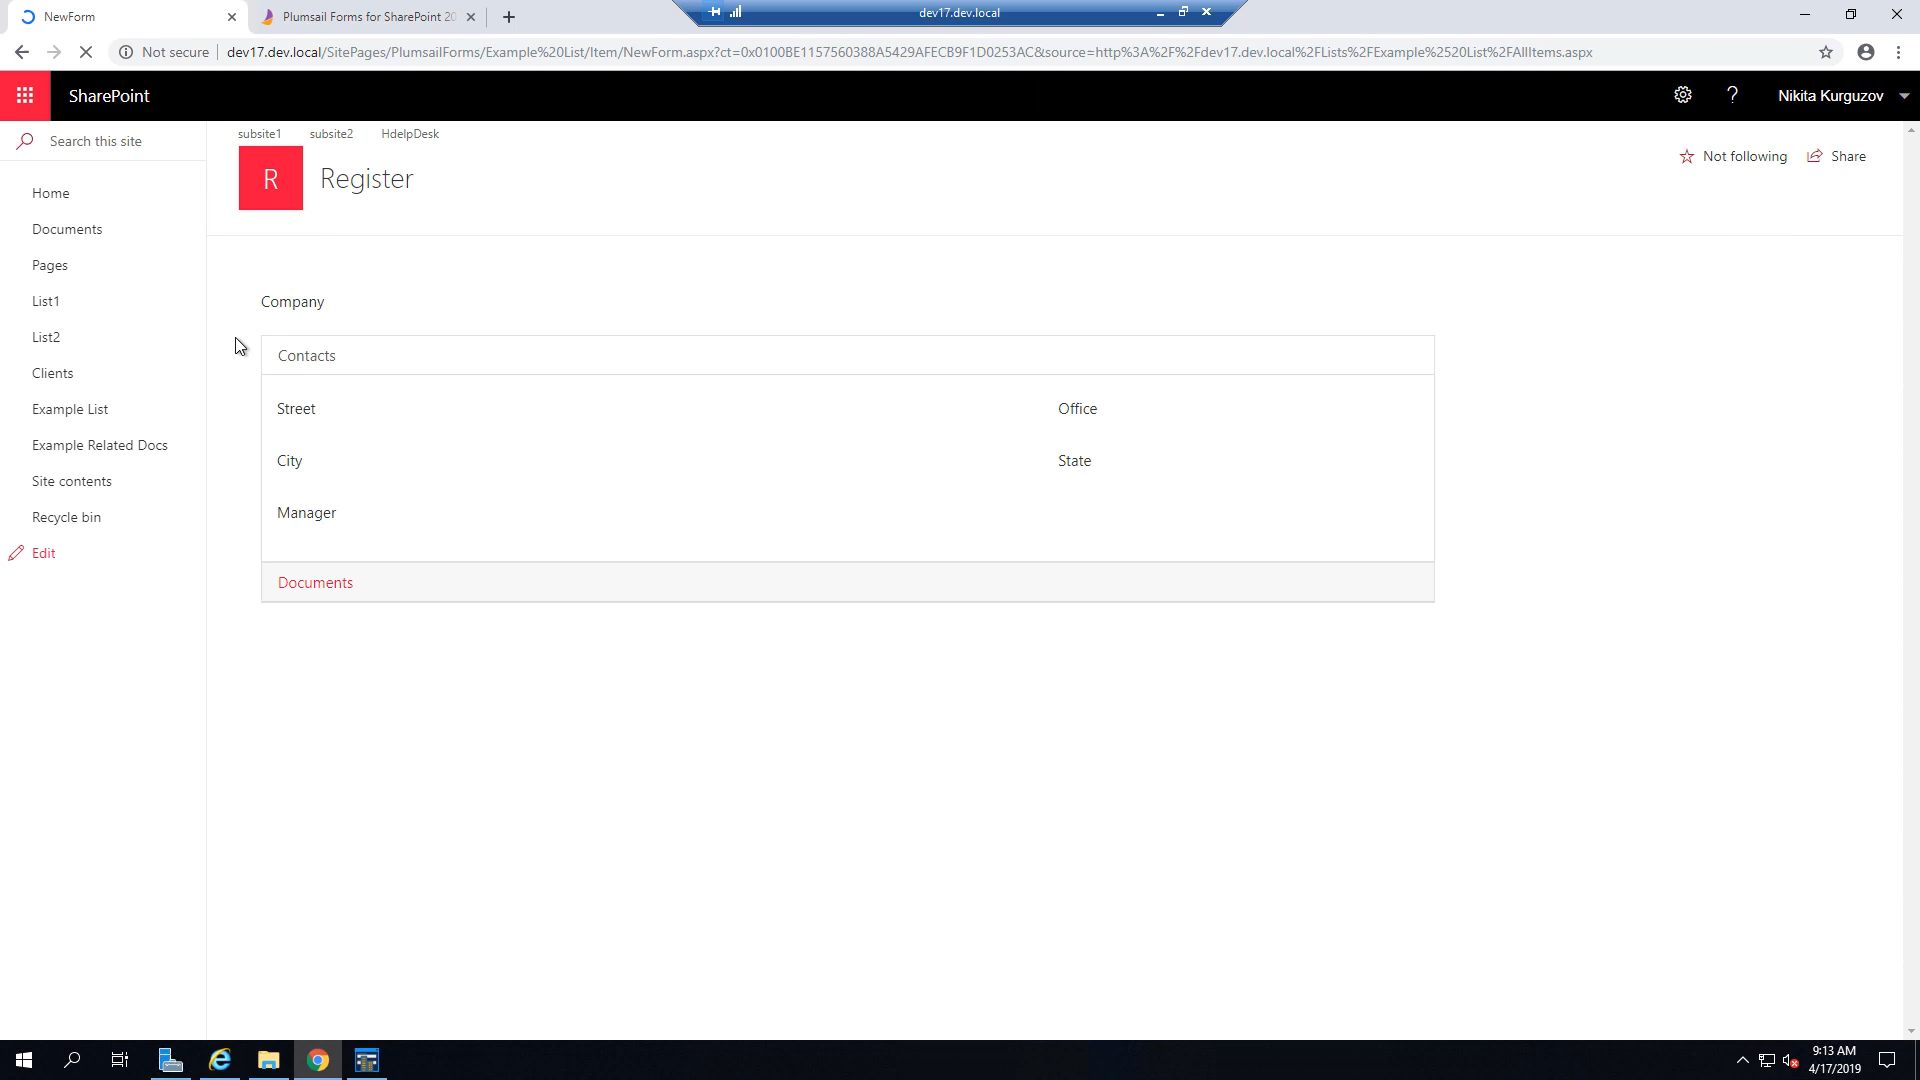 NewForm
Plumsail Forms for SharePoint 20
dev17.dev.local
Not secure
dev17.dev.local/SitePages/PlumsailForms/Example%20List/Item/NewForm.aspx?ct=0x0100BE1157560388A5429AFECB9F1D0253AC&source=http%3A%2F%2Fdev17.dev.local%2FLists%2FExample%2520List%2FAllItems.aspx
SharePoint
?
Nikita Kurguzov
Search this site
subsite1
subsite2
HdelpDesk
R
Register
Not following
Share
Home
Documents
Pages
List1
List2
Clients
Example List
Example Related Docs
Site contents
Recycle bin
Edit
Company
Contacts
Street
Office
City
State
Manager
Documents
9:13 AM
4/17/2019